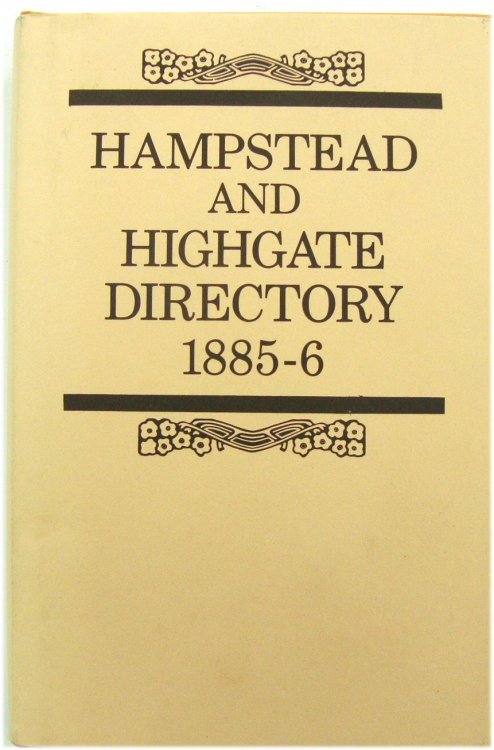 HAMPSTEAD
AND
HIGHGATE
DIRECTORY
1885-6